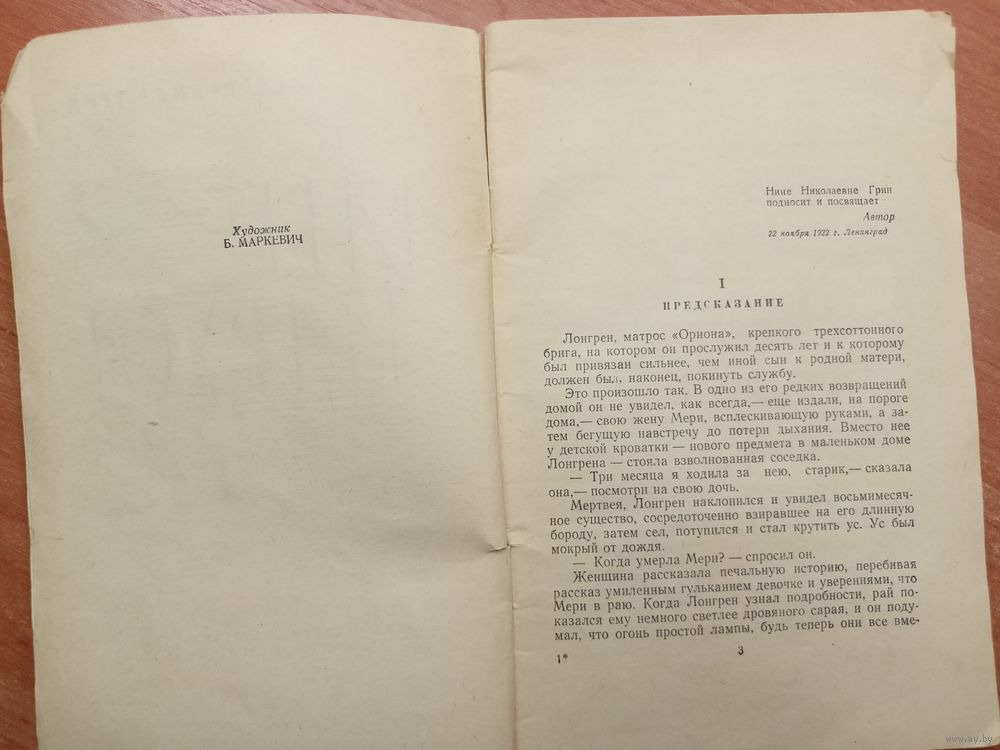 Художник
Б. МАРКЕВИЧ
Нине Николаевне Грин
подносит и посвящает
Автор
22 ноября 1922 г. Ленинград
I
ПРЕДСКАЗАНИЕ
Лонгрен, матрос «Ориона», крепкого трехсоттонного
брига, на котором он прослужил десять лет и к которому
был привязан сильнее, чем иной сын к родной матери,
должен был, наконец, покинуть службу.
Это произошло так. В одно из его редких возвращений
домой он не увидел, как всегда,— еще издали, на пороге
дома,— свою жену Мери, всплескивающую руками, а за-
тем бегущую навстречу до потери дыхания. Вместо нее
у детской кроватки — нового предмета в маленьком доме
Лонгрена — стояла взволнованная соседка.
— Три месяца я ходила за нею, старик,— сказала
она,— посмотри на свою дочь.
Мертвея, Лонгрен наклонился и увидел восьмимесяч-
ное существо, сосредоточенно взиравшее на его длинную
бороду, затем сел, потупился и стал крутить ус. Ус был
мокрый от дождя.
— Когда умерла Мери? — спросил он.
Женщина рассказала печальную историю, перебивая
рассказ умиленным гульканием девочке и уверениями, что
Мери в раю. Когда Лонгрен узнал подробности, рай по-
казался ему немного светлее дровяного сарая, и он поду-
мал, что огонь простой лампы, будь теперь они все вме-
1*
3
www.ay.by